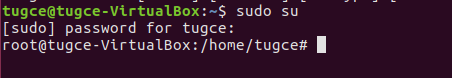 tugce@tugce-VirtualBox:~$ sudo su
[sudo] password for tugce:
root@tugce-VirtualBox:/home/tugce#